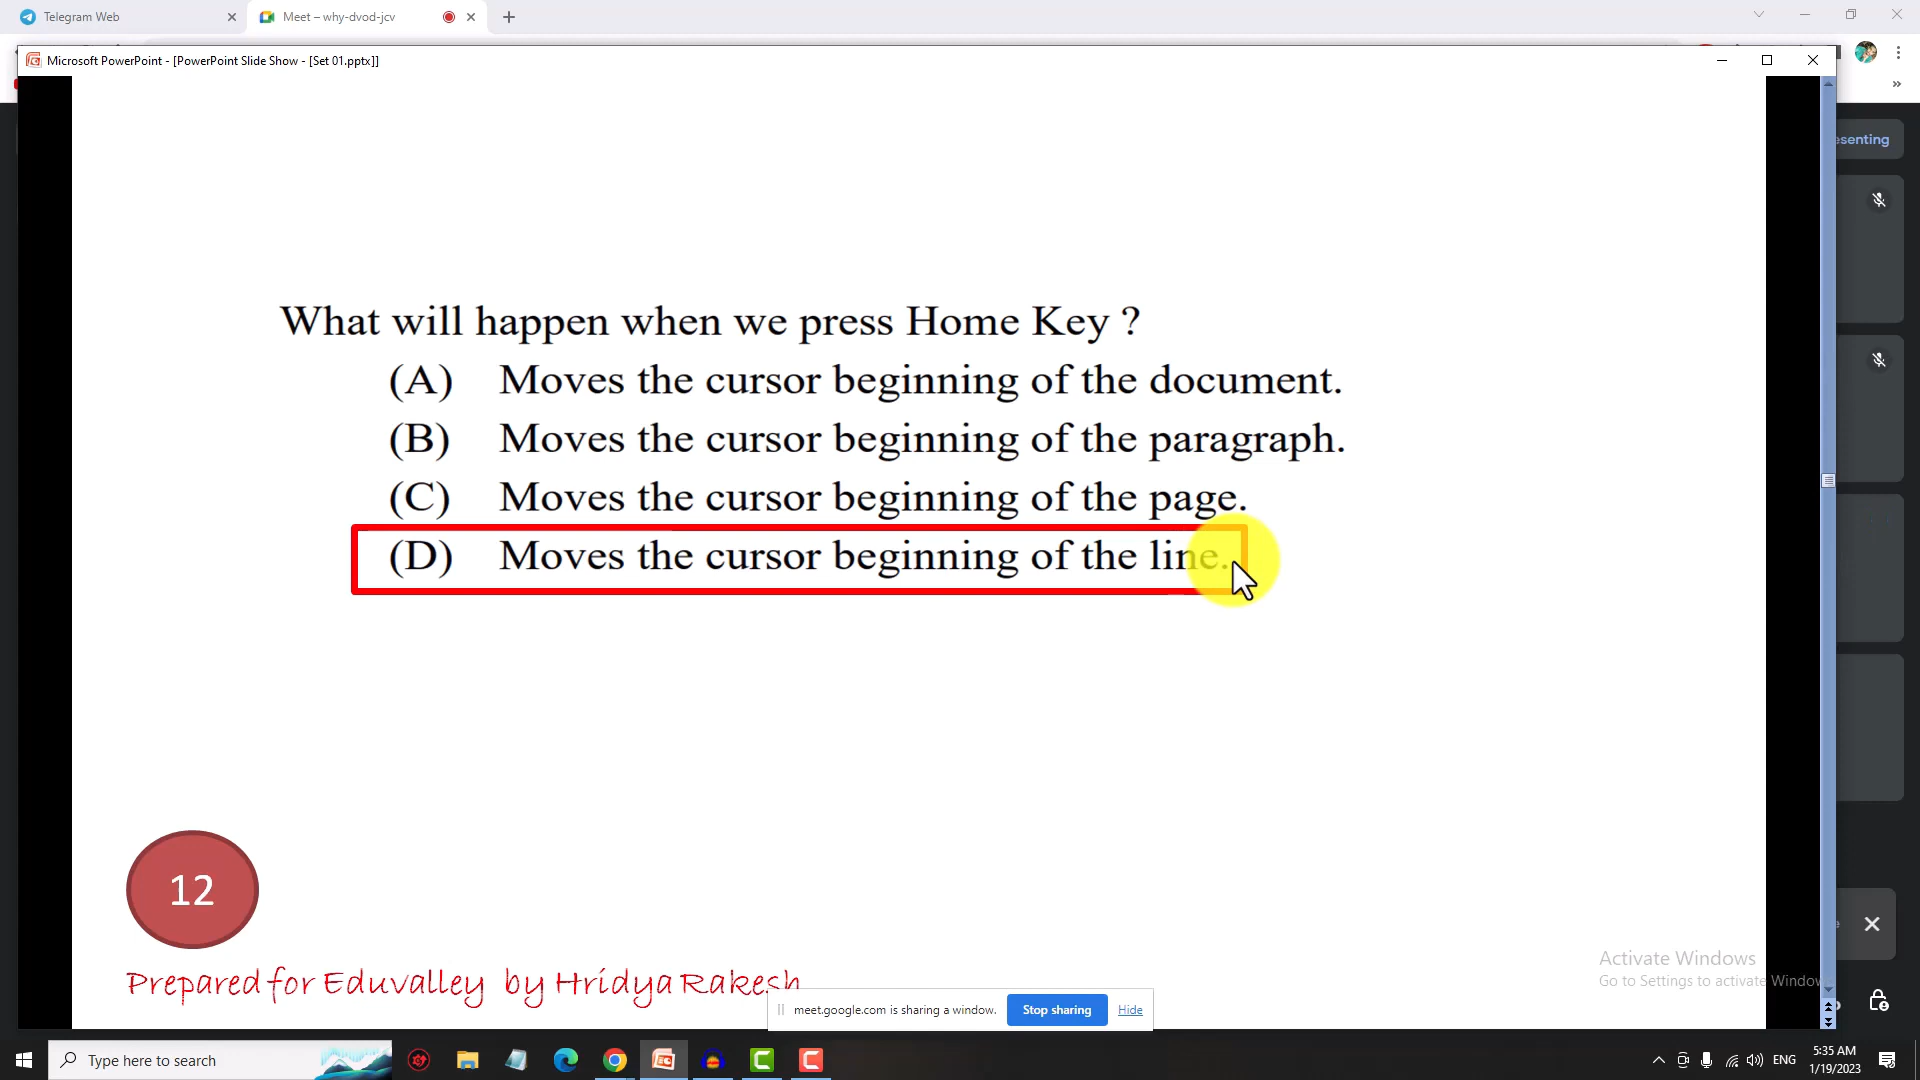 Telegram Web
Meet – why-dvod-jcv
Microsoft PowerPoint - [PowerPoint Slide Show - [Set 01.pptx]]
What will happen when we press Home Key ?
(A) Moves the cursor beginning of the document.
(B) Moves the cursor beginning of the paragraph.
(C) Moves the cursor beginning of the page.
(D) Moves the cursor beginning of the line.
12
Prepared for Eduvalley by Hridya Rakesh
Activate Windows
Go to Settings to activate Windows
meet.google.com is sharing a window.
Stop sharing
Hide
Type here to search
ENG
5:35 AM
1/19/2023